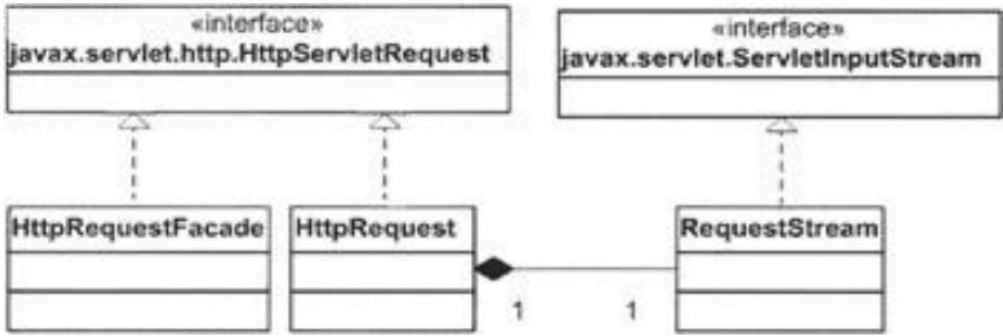 «interface»
javax.servlet.http.HttpServletRequest
«interface»
javax.servlet.ServletInputStream
HttpRequestFacade
HttpRequest
RequestStream
1
1